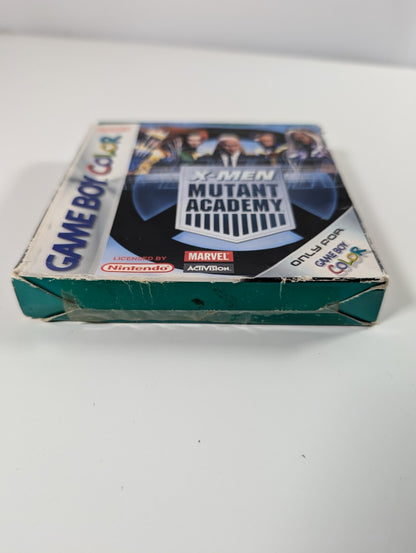 GAME BOY COLOR
X-MEN
MUTANT
ACADEMY
LICENSED BY
Nintendo
MARVEL
ACTIVISION
ONLY FOR
GAME BOY
COLOR